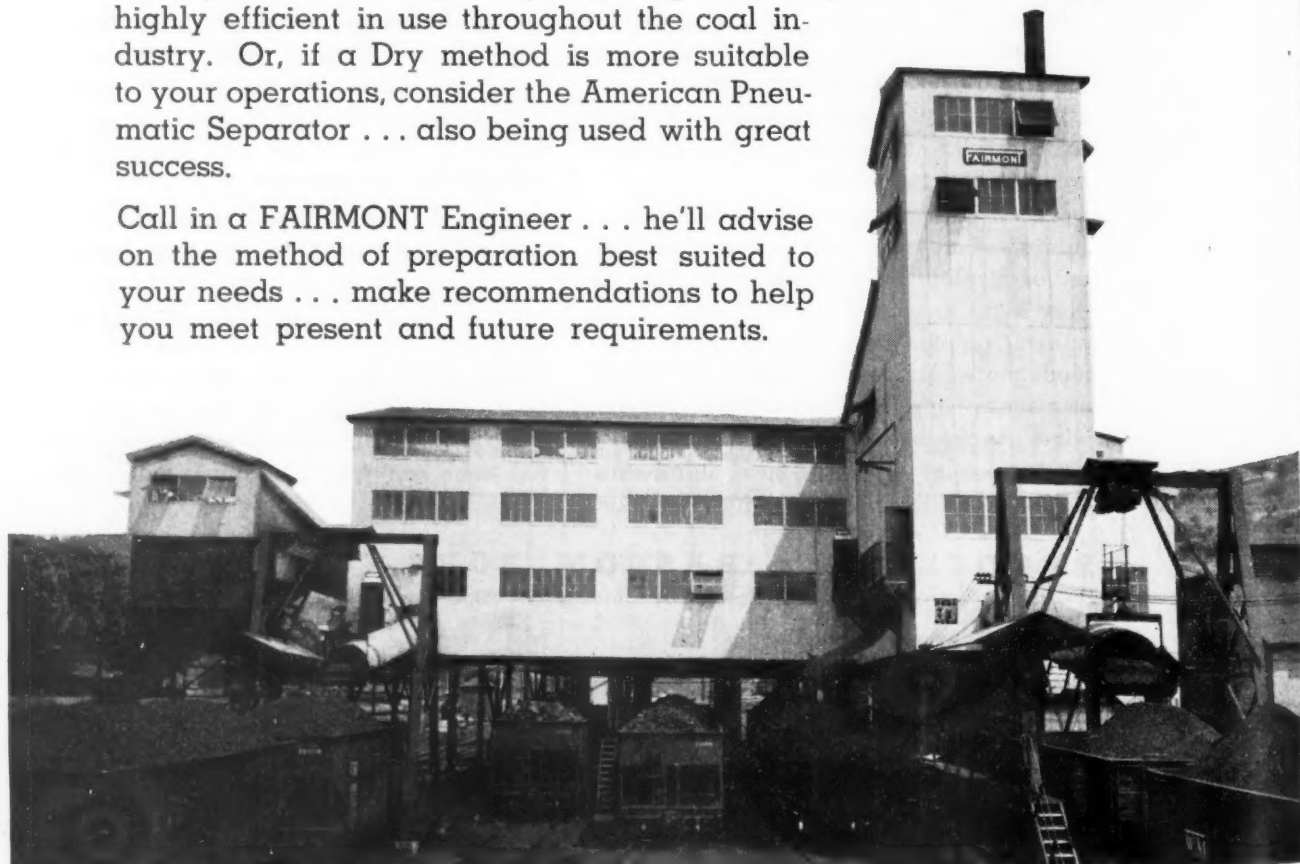 highly efficient in use throughout the coal in-
dustry. Or, if a Dry method is more suitable
to your operations, consider the American Pneu-
matic Separator . . . also being used with great
success.
Call in a FAIRMONT Engineer . . . he'll advise
on the method of preparation best suited to
your needs . . . make recommendations to help
you meet present and future requirements.
FAIRMONT